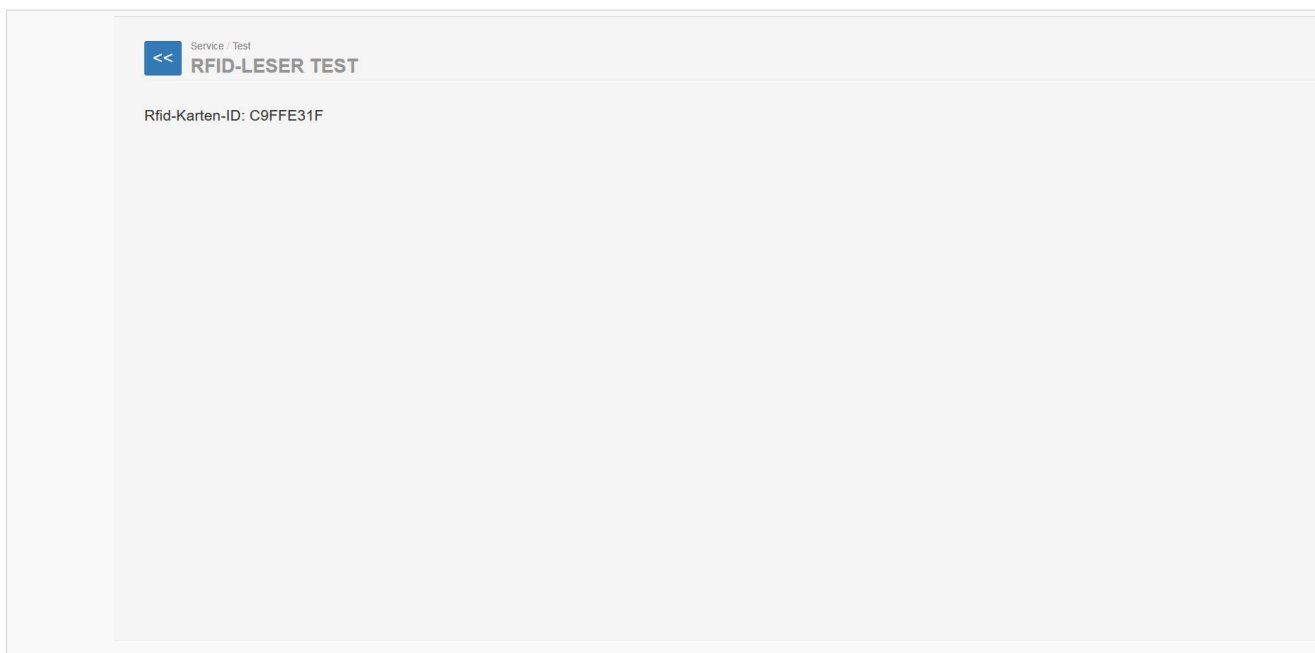 <<
Service / Test
RFID-LESER TEST
Rfid-Karten-ID: C9FFE31F